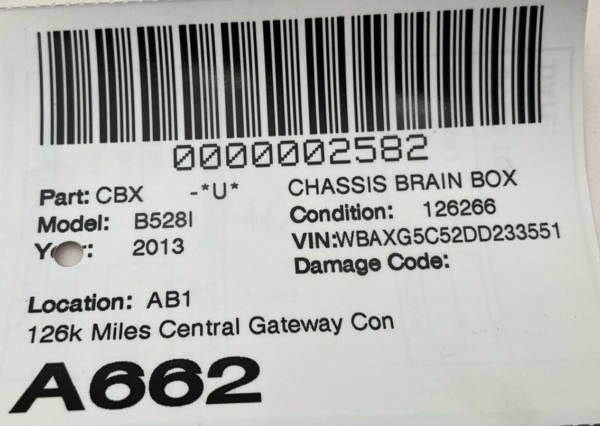 0000002582
Part: CBX -*U* CHASSIS BRAIN BOX
Model: B528I Condition: 126266
2013 VIN:WBAXG5C52DD233551
Damage Code:
Location: AB1
126k Miles Central Gateway Con
A662